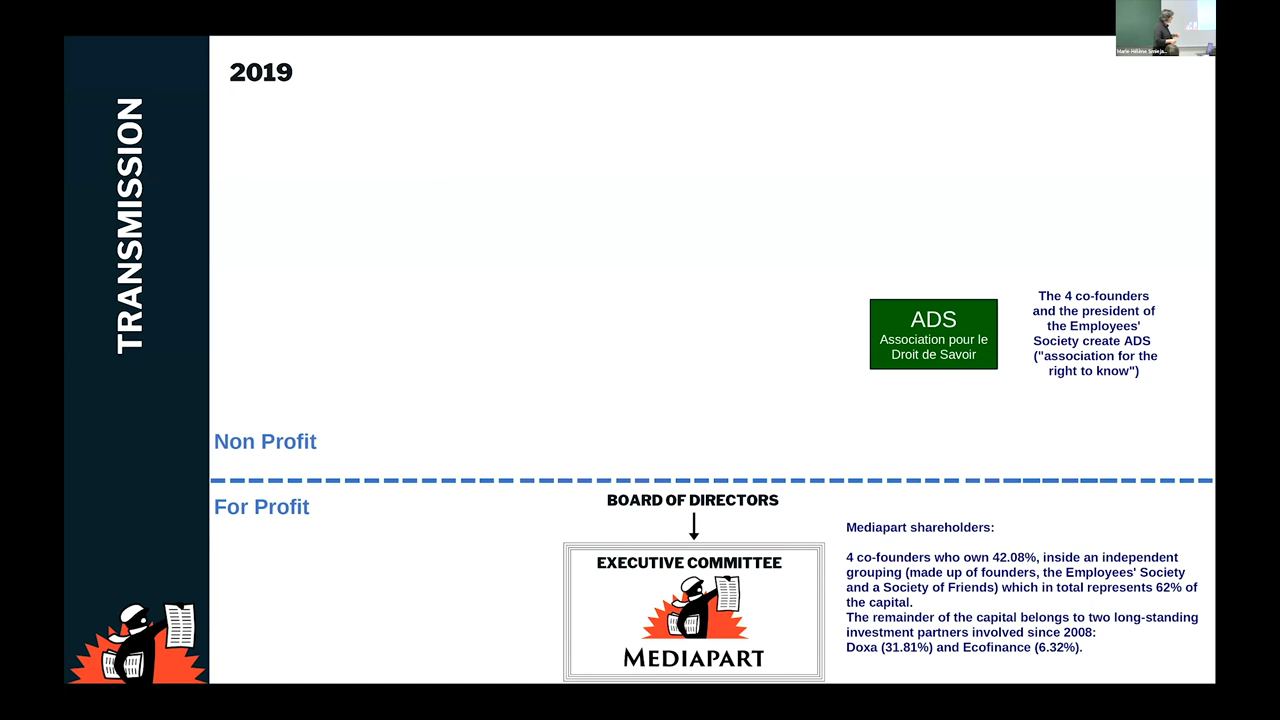 2019
TRANSMISSION
ADS
Association pour le
Droit de Savoir
The 4 co-founders
and the president of
the Employees'
Society create ADS
("association for the
right to know")
Non Profit
For Profit
BOARD OF DIRECTORS
EXECUTIVE COMMITTEE
MEDIAPART
Mediapart shareholders:
4 co-founders who own 42.08%, inside an independent
grouping (made up of founders, the Employees' Society
and a Society of Friends) which in total represents 62% of
the capital.
The remainder of the capital belongs to two long-standing
investment partners involved since 2008:
Doxa (31.81%) and Ecofinance (6.32%).